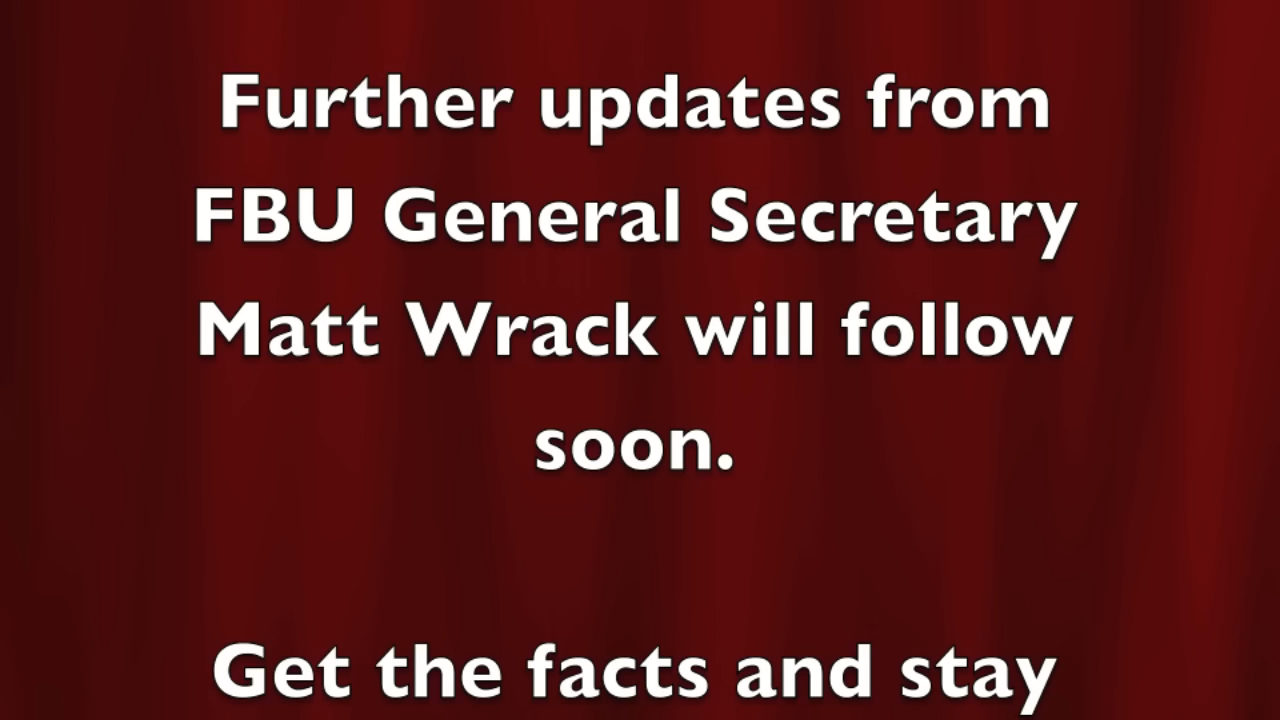 Further updates from
FBU General Secretary
Matt Wrack will follow
soon.
Get the facts and stay